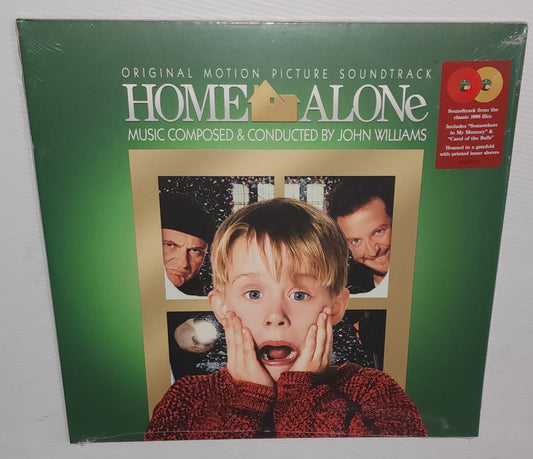 ORIGINAL MOTION PICTURE SOUNDTRACK
HOME ALONe
MUSIC COMPOSED & CONDUCTED BY JOHN WILLIAMS
Soundtrack from the
classic 1990 film
Includes "Somewhere
in My Memory" &
"Carol of the Bells"
Housed in a gatefold
with printed inner sleeves